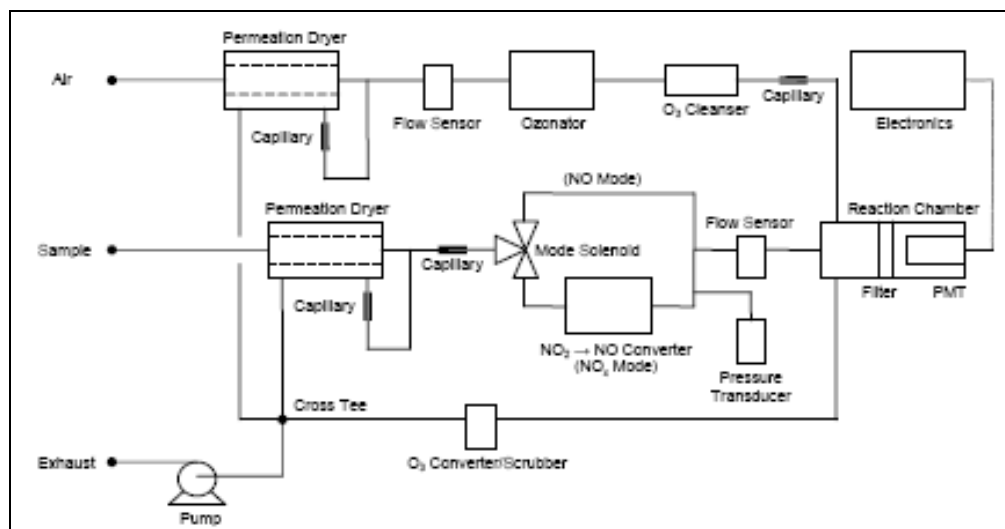 Permeation Dryer
Air
Capillary
Flow Sensor
Ozonator
O₃ Cleanser
Capillary
Electronics
(NO Mode)
Permeation Dryer
Flow Sensor
Reaction Chamber
Sample
Capillary
Mode Solenoid
Capillary
Filter
PMT
NO₂ → NO Converter
(NOₓ Mode)
Pressure
Transducer
Cross Tee
Exhaust
O₃ Converter/Scrubber
Pump